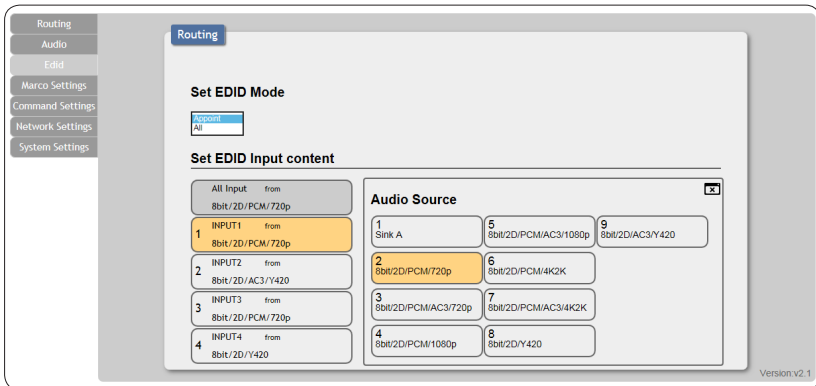 Routing
Audio
Edid
Marco Settings
Command Settings
Network Settings
System Settings
Routing
Set EDID Mode
Appoint
All
Set EDID Input content
All Input from
8bit/2D/PCM/720p
1 INPUT1 from
8bit/2D/PCM/720p
2 INPUT2 from
8bit/2D/AC3/Y420
3 INPUT3 from
8bit/2D/PCM/720p
4 INPUT4 from
8bit/2D/Y420
Audio Source
1
Sink A
2
8bit/2D/PCM/720p
3
8bit/2D/PCM/AC3/720p
4
8bit/2D/PCM/1080p
5
8bit/2D/PCM/AC3/1080p
6
8bit/2D/PCM/4K2K
7
8bit/2D/PCM/AC3/4K2K
8
8bit/2D/Y420
9
8bit/2D/AC3/Y420
Version:v2.1